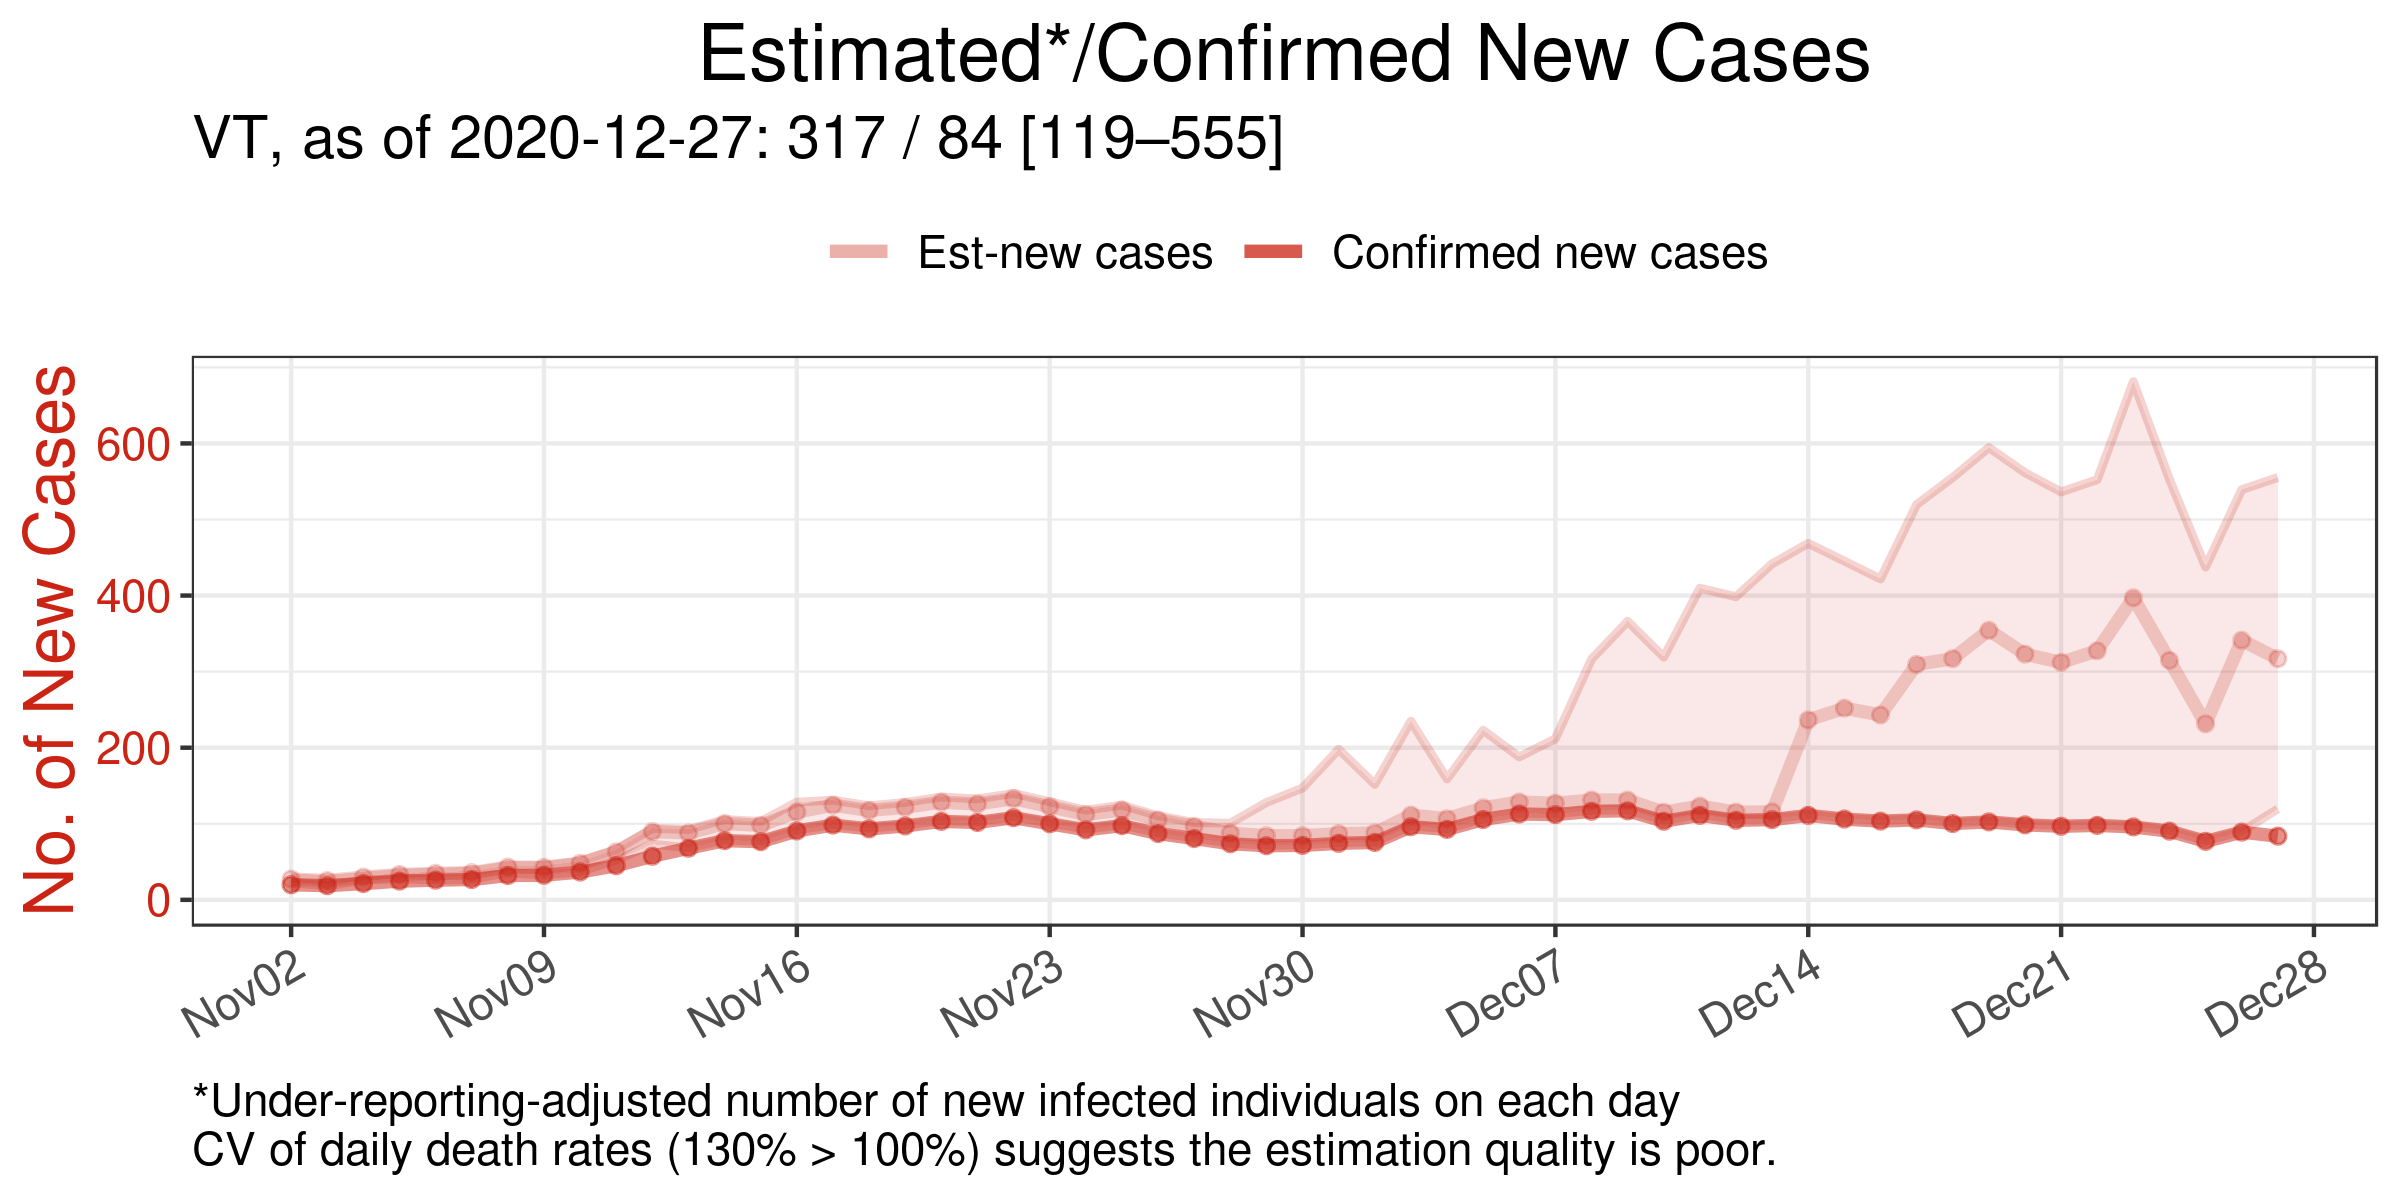 Estimated*/Confirmed New Cases
VT, as of 2020-12-27: 317 / 84 [119–555]
Est-new cases
Confirmed new cases
No. of New Cases
600
400
200
0
Nov02
Nov09
Nov16
Nov23
Nov30
Dec07
Dec14
Dec21
Dec28
*Under-reporting-adjusted number of new infected individuals on each day
CV of daily death rates (130% > 100%) suggests the estimation quality is poor.